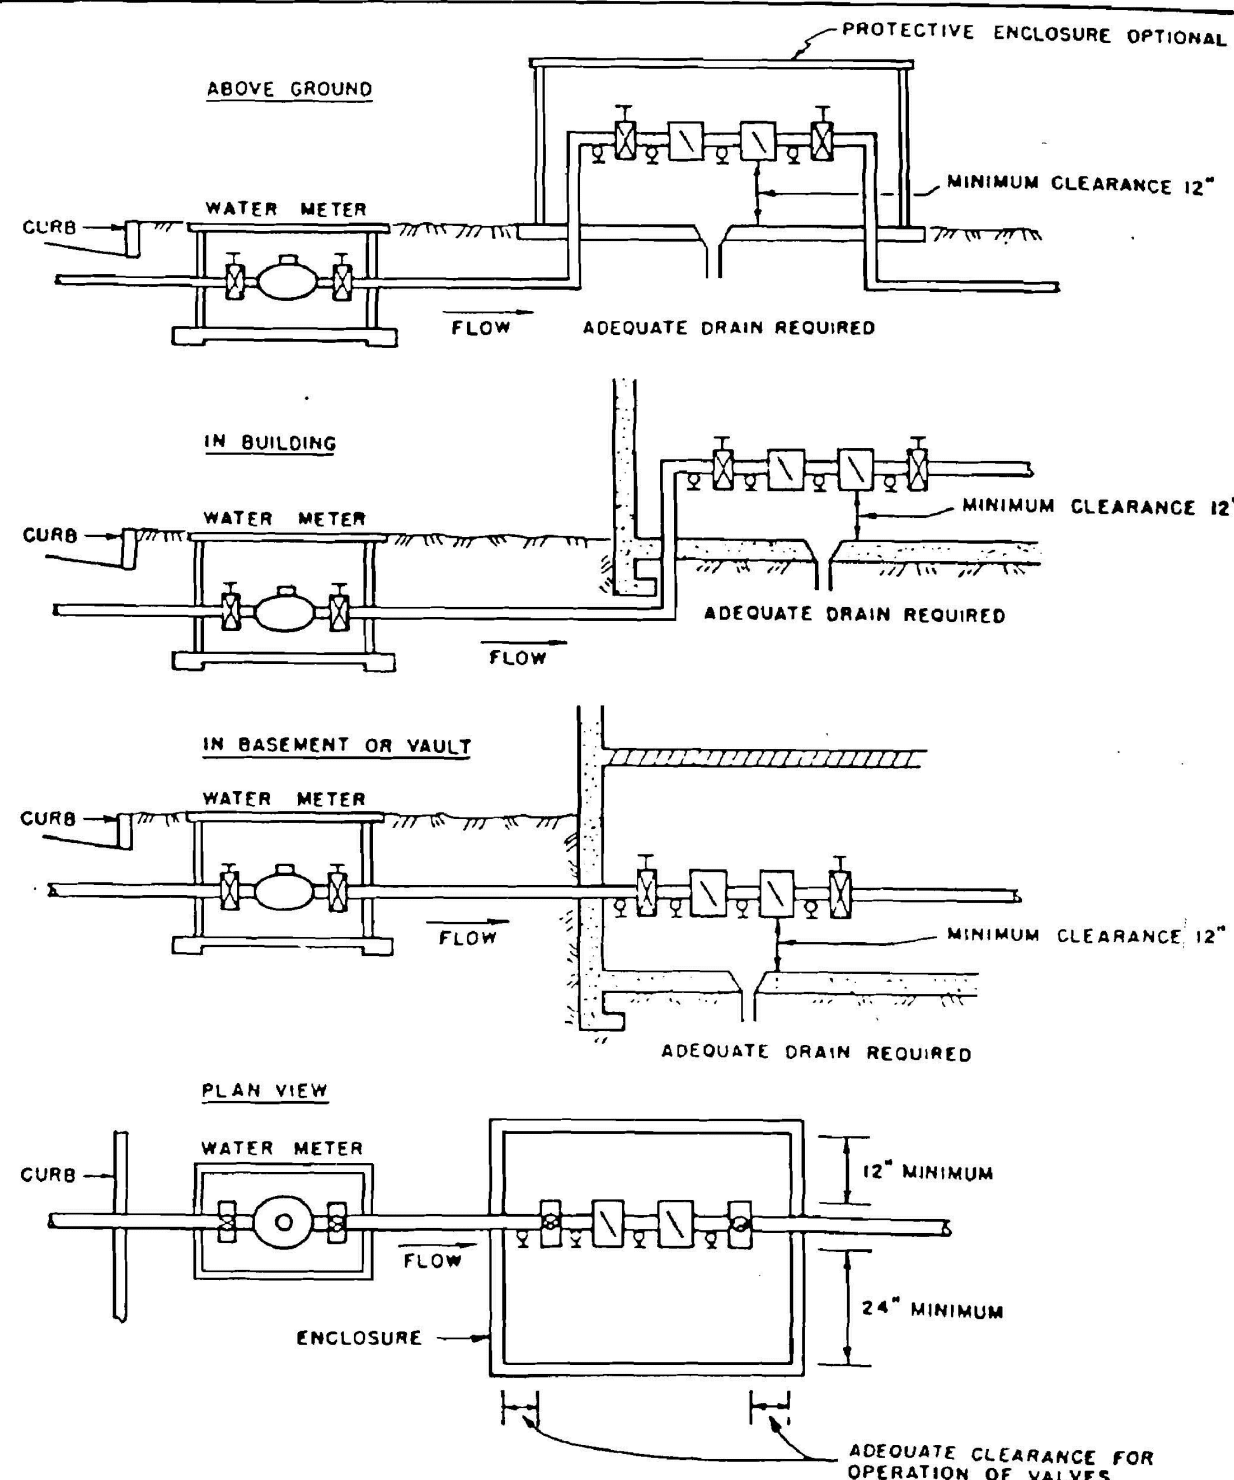 PROTECTIVE ENCLOSURE OPTIONAL
ABOVE GROUND
MINIMUM CLEARANCE 12"
WATER METER
CURB
FLOW
ADEQUATE DRAIN REQUIRED
IN BUILDING
WATER METER
MINIMUM CLEARANCE 12"
CURB
ADEQUATE DRAIN REQUIRED
FLOW
IN BASEMENT OR VAULT
WATER METER
CURB
FLOW
MINIMUM CLEARANCE 12"
ADEQUATE DRAIN REQUIRED
PLAN VIEW
WATER METER
CURB
12" MINIMUM
FLOW
24" MINIMUM
ENCLOSURE
ADEQUATE CLEARANCE FOR
OPERATION OF VALVES